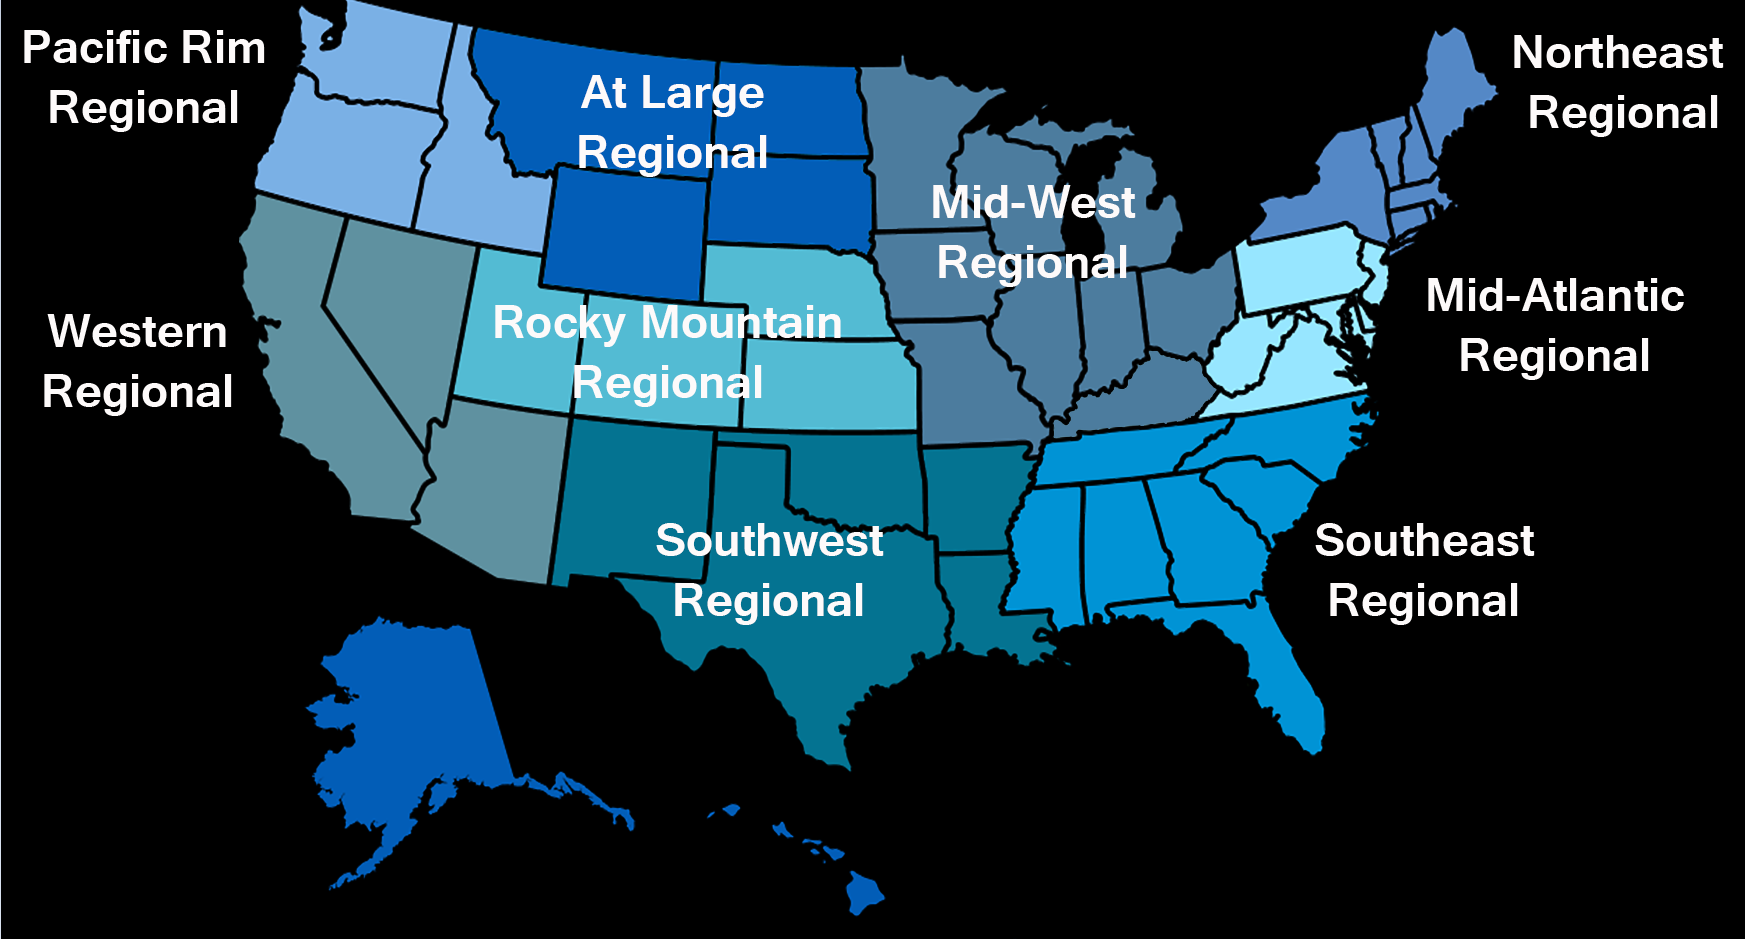 Pacific Rim
Regional
At Large
Regional
Northeast
Regional
Mid-West
Regional
Western
Regional
Rocky Mountain
Regional
Mid-Atlantic
Regional
Southwest
Regional
Southeast
Regional